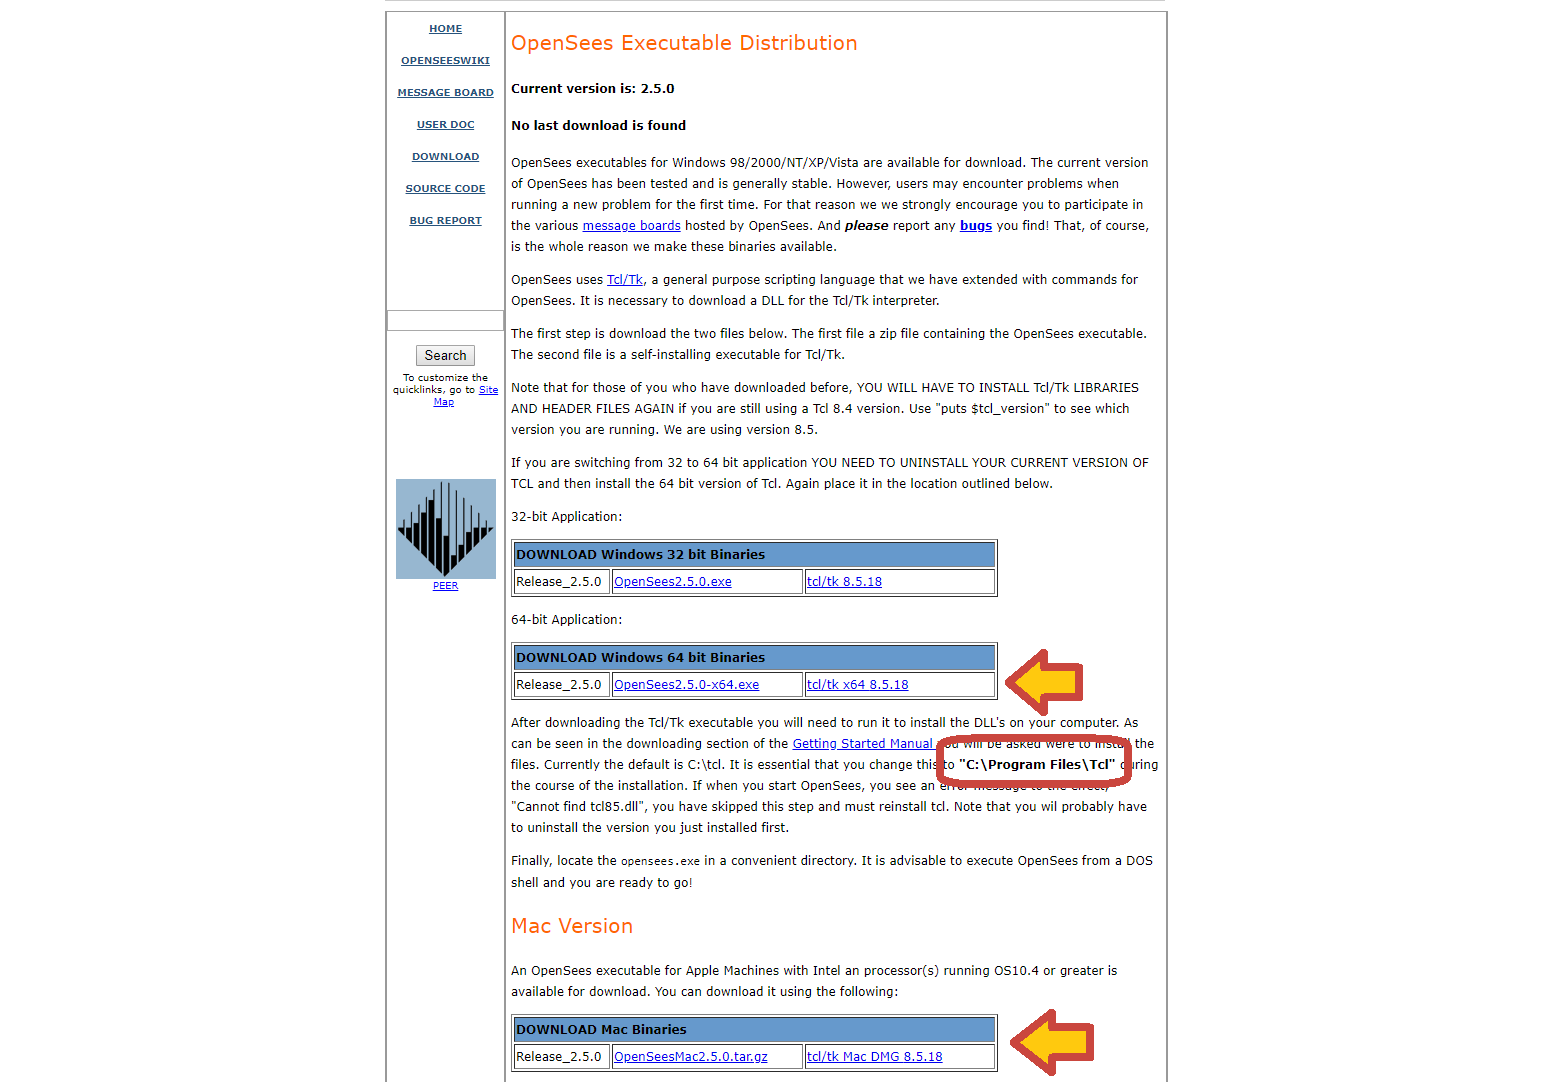 HOME
OPENSEESWIKI
MESSAGE BOARD
USER DOC
DOWNLOAD
SOURCE CODE
BUG REPORT
Search
To customize the
quicklinks, go to Site
Map
PEER
OpenSees Executable Distribution
Current version is: 2.5.0
No last download is found
OpenSees executables for Windows 98/2000/NT/XP/Vista are available for download. The current version
of OpenSees has been tested and is generally stable. However, users may encounter problems when
running a new problem for the first time. For that reason we we strongly encourage you to participate in
the various message boards hosted by OpenSees. And please report any bugs you find! That, of course,
is the whole reason we make these binaries available.
OpenSees uses Tcl/Tk, a general purpose scripting language that we have extended with commands for
OpenSees. It is necessary to download a DLL for the Tcl/Tk interpreter.
The first step is download the two files below. The first file a zip file containing the OpenSees executable.
The second file is a self-installing executable for Tcl/Tk.
Note that for those of you who have downloaded before, YOU WILL HAVE TO INSTALL Tcl/Tk LIBRARIES
AND HEADER FILES AGAIN if you are still using a Tcl 8.4 version. Use "puts $tcl_version" to see which
version you are running. We are using version 8.5.
If you are switching from 32 to 64 bit application YOU NEED TO UNINSTALL YOUR CURRENT VERSION OF
TCL and then install the 64 bit version of Tcl. Again place it in the location outlined below.
32-bit Application:
DOWNLOAD Windows 32 bit Binaries
Release_2.5.0 OpenSees2.5.0.exe tcl/tk 8.5.18
64-bit Application:
DOWNLOAD Windows 64 bit Binaries
Release_2.5.0 OpenSees2.5.0-x64.exe tcl/tk x64 8.5.18
After downloading the Tcl/Tk executable you will need to run it to install the DLL's on your computer. As
can be seen in the downloading section of the Getting Started Manual you will be asked were to install the
files. Currently the default is C:\tcl. It is essential that you change this to "C:\Program Files\Tcl" during
the course of the installation. If when you start OpenSees, you see an error message to the effect,
"Cannot find tcl85.dll", you have skipped this step and must reinstall tcl. Note that you wil probably have
to uninstall the version you just installed first.
Finally, locate the opensees.exe in a convenient directory. It is advisable to execute OpenSees from a DOS
shell and you are ready to go!
Mac Version
An OpenSees executable for Apple Machines with Intel an processor(s) running OS10.4 or greater is
available for download. You can download it using the following:
DOWNLOAD Mac Binaries
Release_2.5.0 OpenSeesMac2.5.0.tar.gz tcl/tk Mac DMG 8.5.18